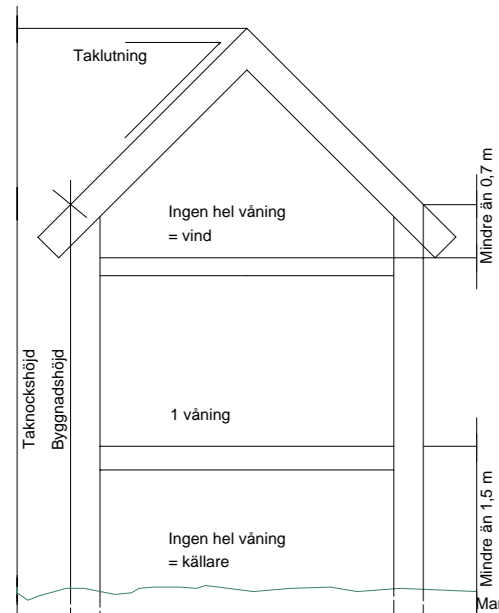 Taklutning
Ingen hel våning
= vind
Mindre än 0,7 m
Taknockshöjd
Byggnadshöjd
1 våning
Ingen hel våning
= källare
Mindre än 1,5 m
Mar